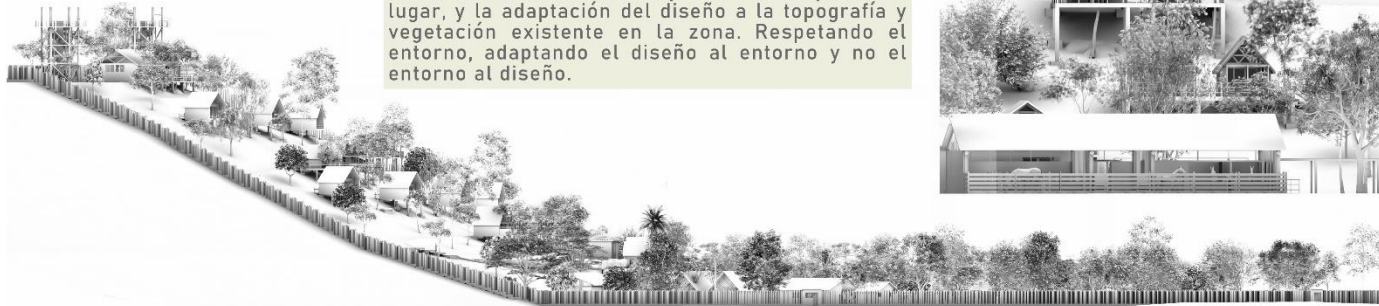 lugar, y la adaptación del diseño a la topografía y
vegetación existente en la zona. Respetando el
entorno, adaptando el diseño al entorno y no el
entorno al diseño.